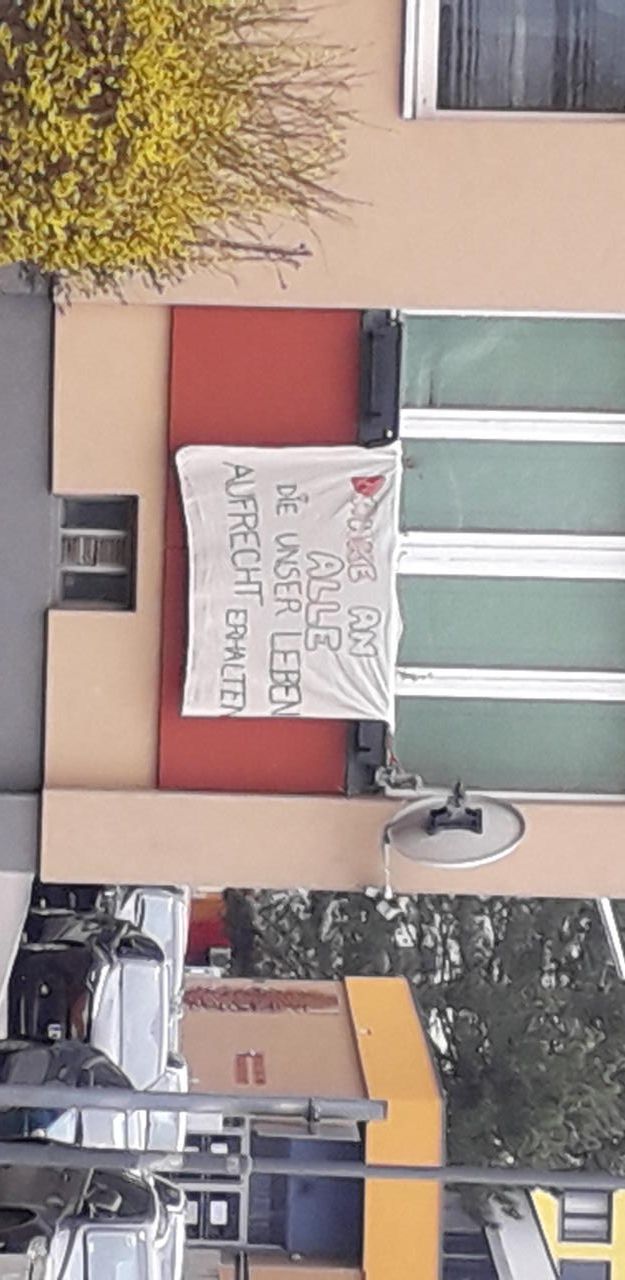 DANKE AN
ALLE
DIE UNSER LEBEN
AUFRECHT ERHALTEN